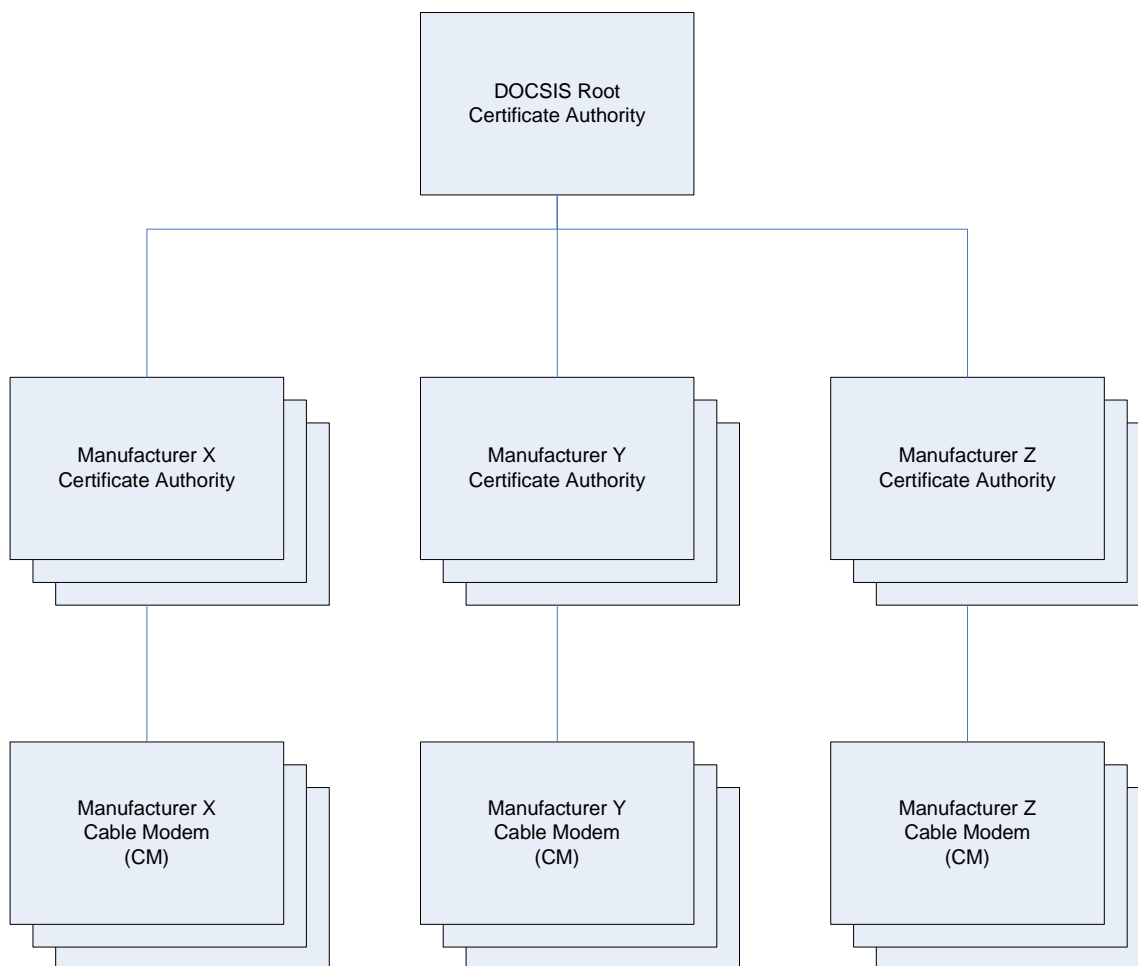 DOCSIS Root
Certificate Authority
Manufacturer X
Certificate Authority
Manufacturer Y
Certificate Authority
Manufacturer Z
Certificate Authority
Manufacturer X
Cable Modem
(CM)
Manufacturer Y
Cable Modem
(CM)
Manufacturer Z
Cable Modem
(CM)